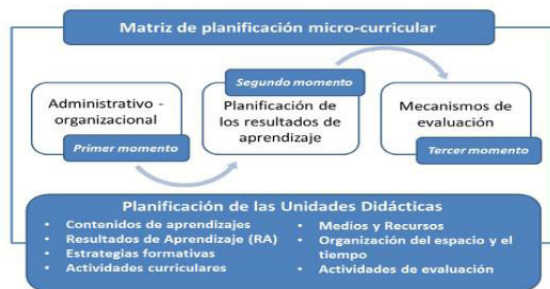 Matriz de planificación micro-curricular
Administrativo -
organizacional
Primer momento
Segundo momento
Planificación de
los resultados de
aprendizaje
Mecanismos de
evaluación
Tercer momento
Planificación de las Unidades Didácticas
• Contenidos de aprendizajes
• Resultados de Aprendizaje (RA)
• Estrategias formativas
• Actividades curriculares
• Medios y Recursos
• Organización del espacio y el
tiempo
• Actividades de evaluación